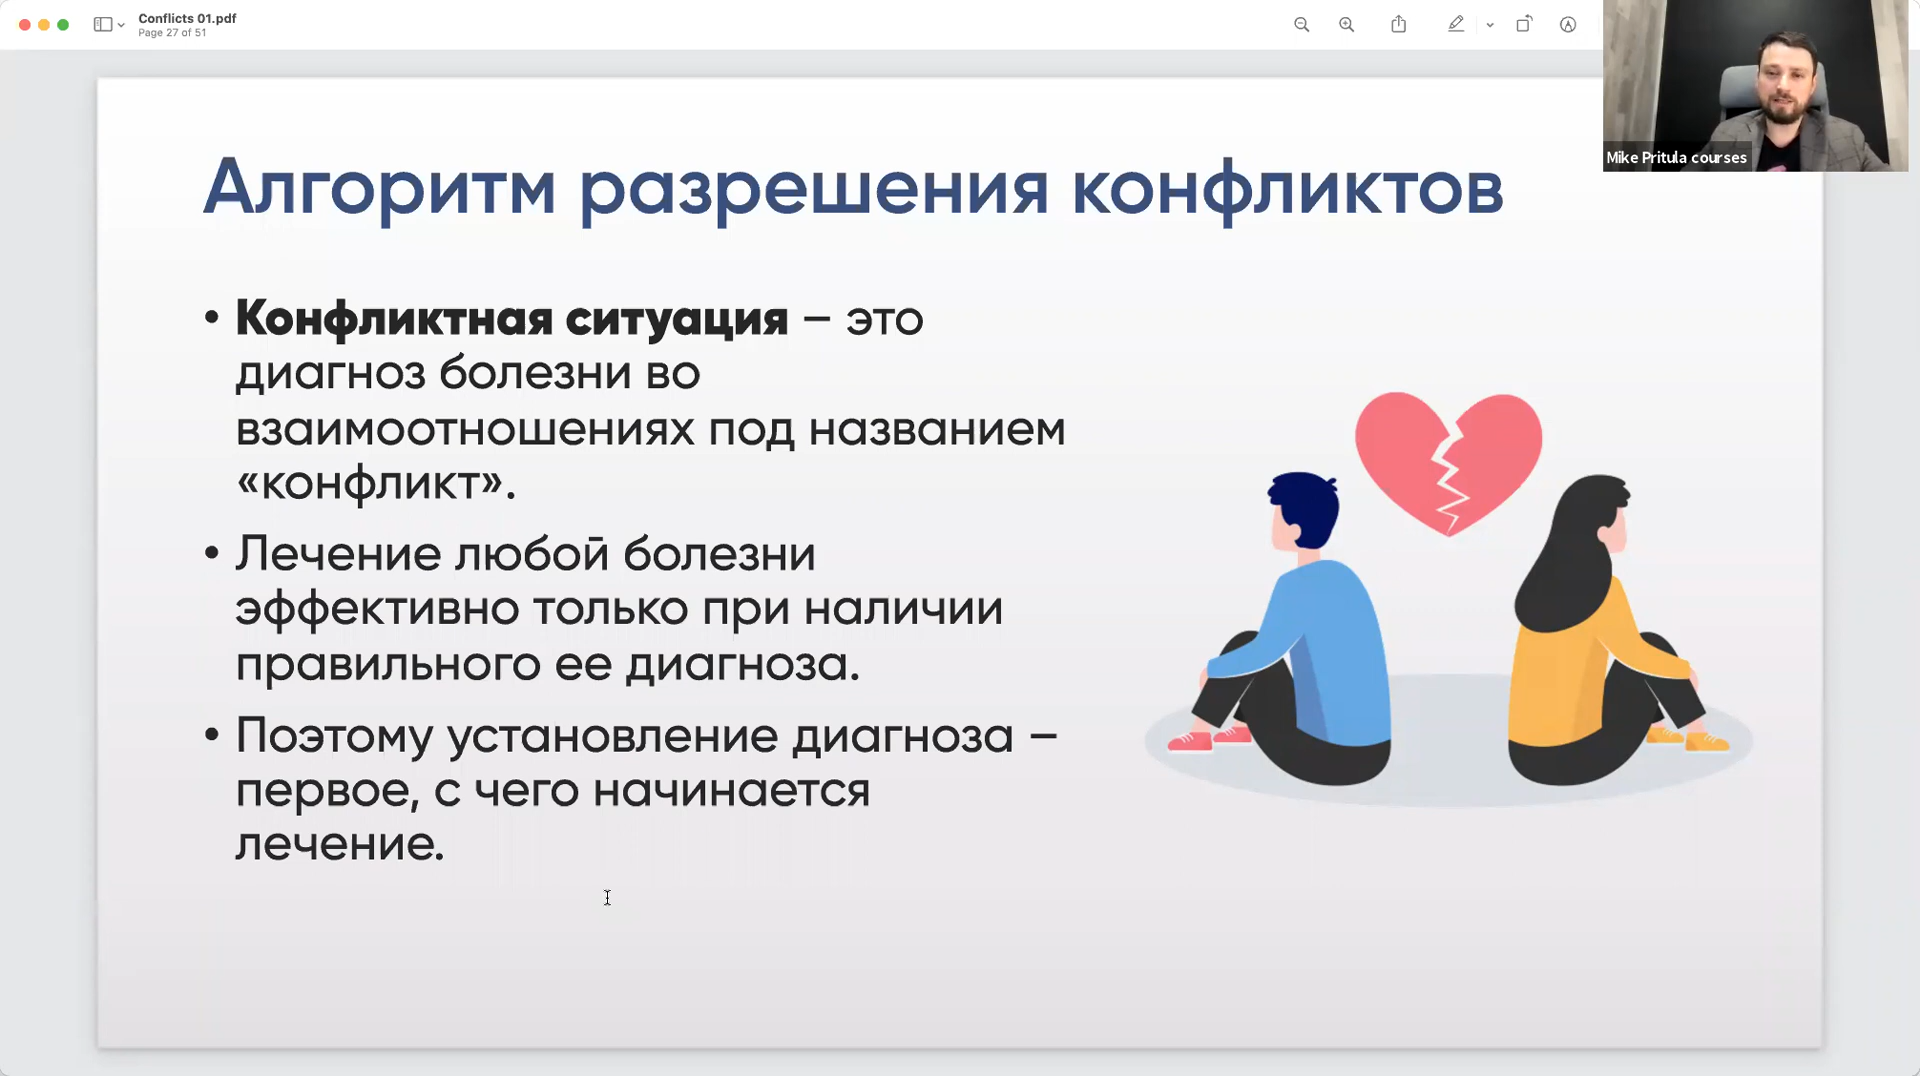 Conflicts 01.pdf
Page 27 of 51
Mike Pritula courses
Алгоритм разрешения конфликтов
• Конфликтная ситуация – это
диагноз болезни во
взаимоотношениях под названием
«конфликт».
• Лечение любой болезни
эффективно только при наличии
правильного ее диагноза.
• Поэтому установление диагноза –
первое, с чего начинается
лечение.